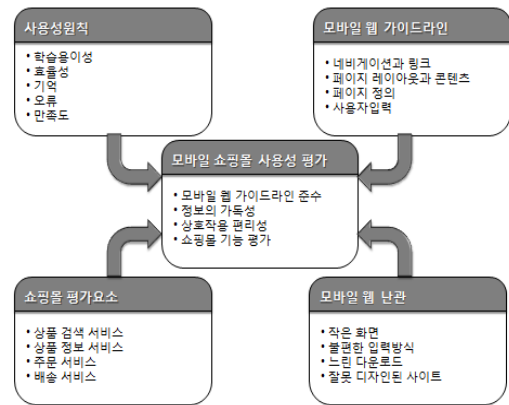 사용성원칙
• 학습용이성
• 효율성
• 기억
• 오류
• 만족도
모바일 웹 가이드라인
• 네비게이션과 링크
• 페이지 레이아웃과 콘텐츠
• 페이지 정의
• 사용자입력
모바일 쇼핑몰 사용성 평가
• 모바일 웹 가이드라인 준수
• 정보의 가독성
• 상호작용 편리성
• 쇼핑몰 기능 평가
쇼핑몰 평가요소
• 상품 검색 서비스
• 상품 정보 서비스
• 주문 서비스
• 배송 서비스
모바일 웹 난관
• 작은 화면
• 불편한 입력방식
• 느린 다운로드
• 잘못 디자인된 사이트